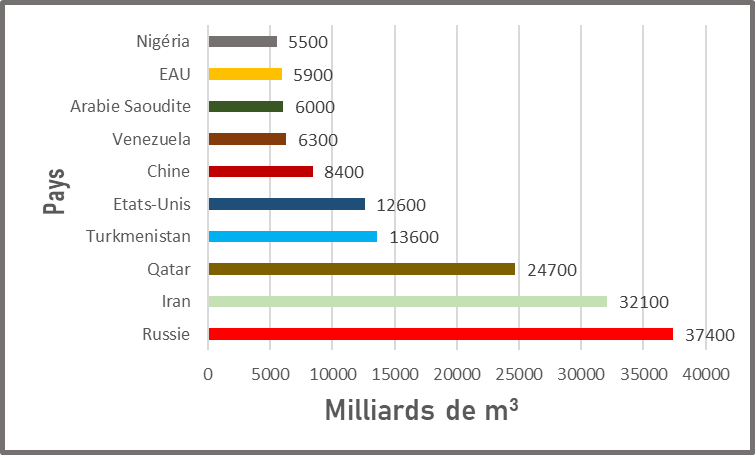 Pays
Nigéria 5500
EAU 5900
Arabie Saoudite 6000
Venezuela 6300
Chine 8400
Etats-Unis 12600
Turkmenistan 13600
Qatar 24700
Iran 32100
Russie 37400
0 5000 10000 15000 20000 25000 30000 35000 40000
Milliards de m³